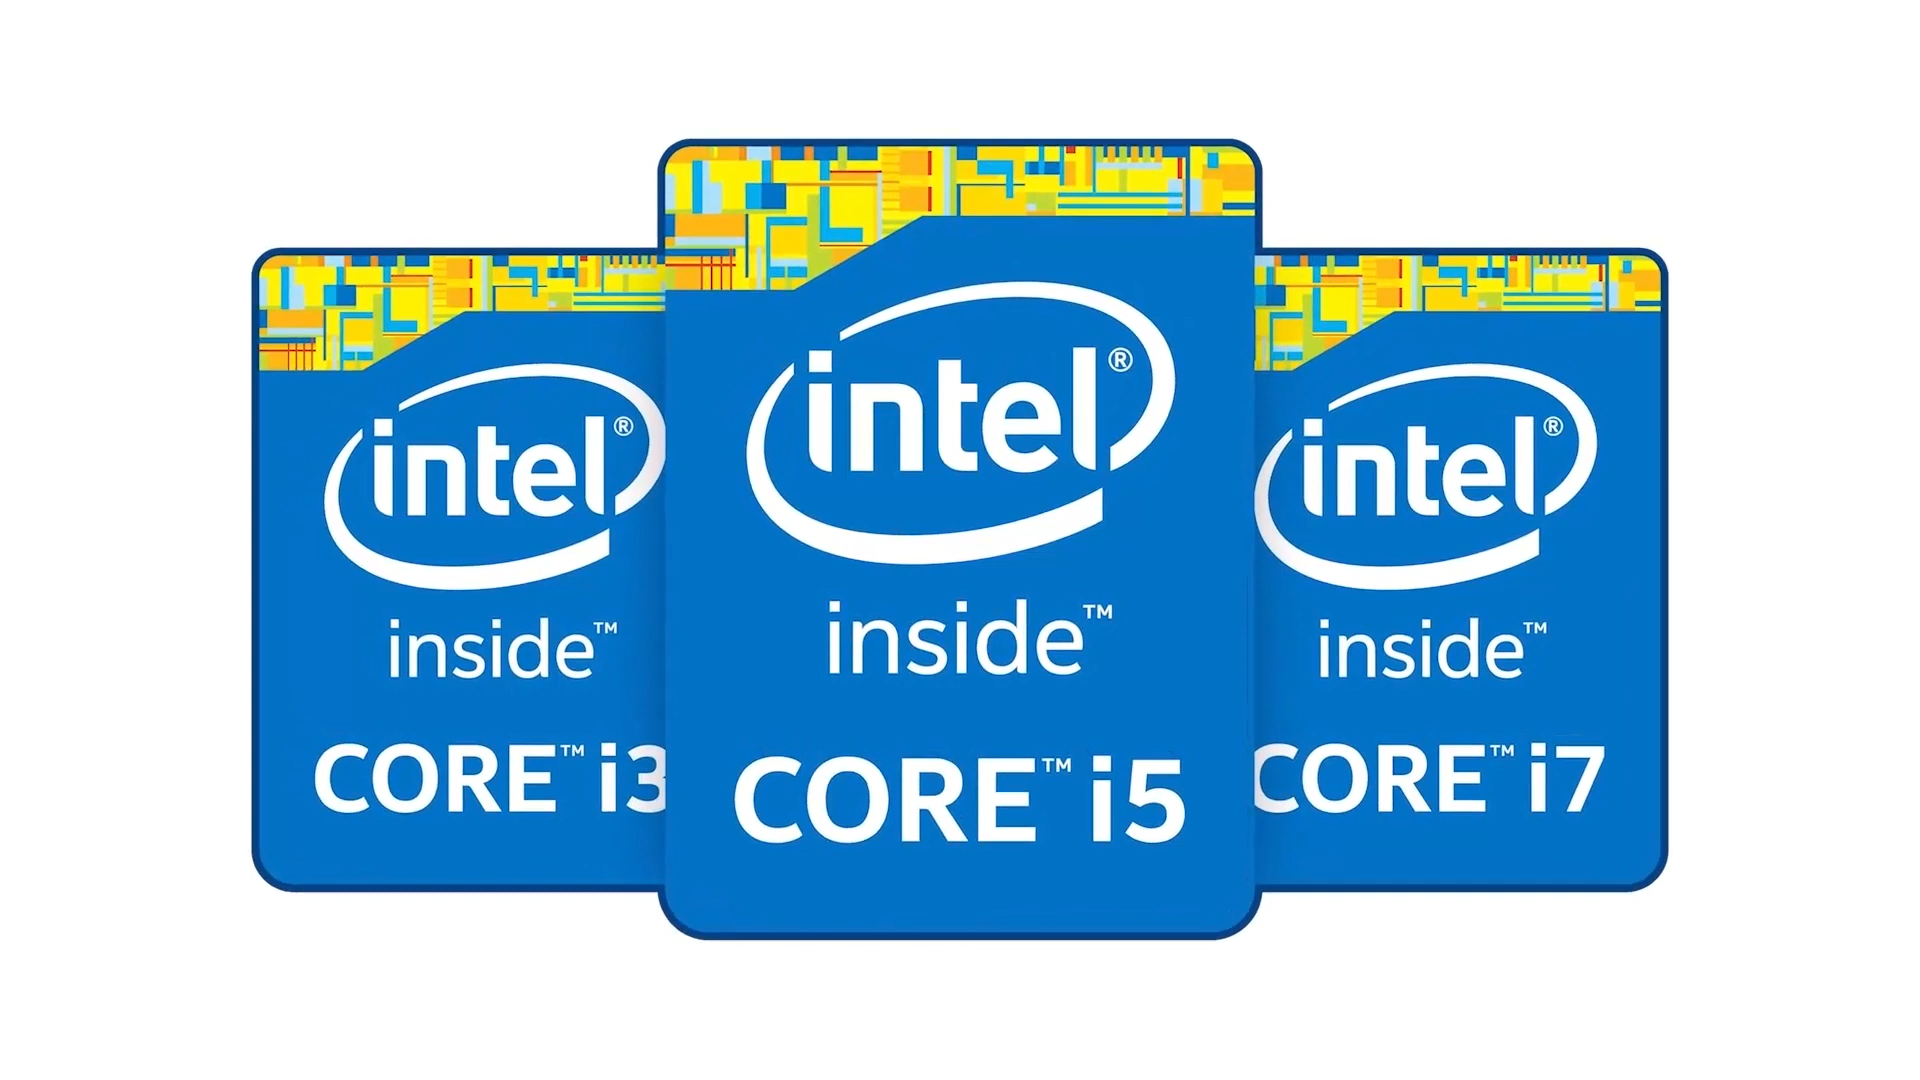 intel®
inside™
CORE™ i3
intel®
inside™
CORE™ i5
intel®
inside™
CORE™ i7